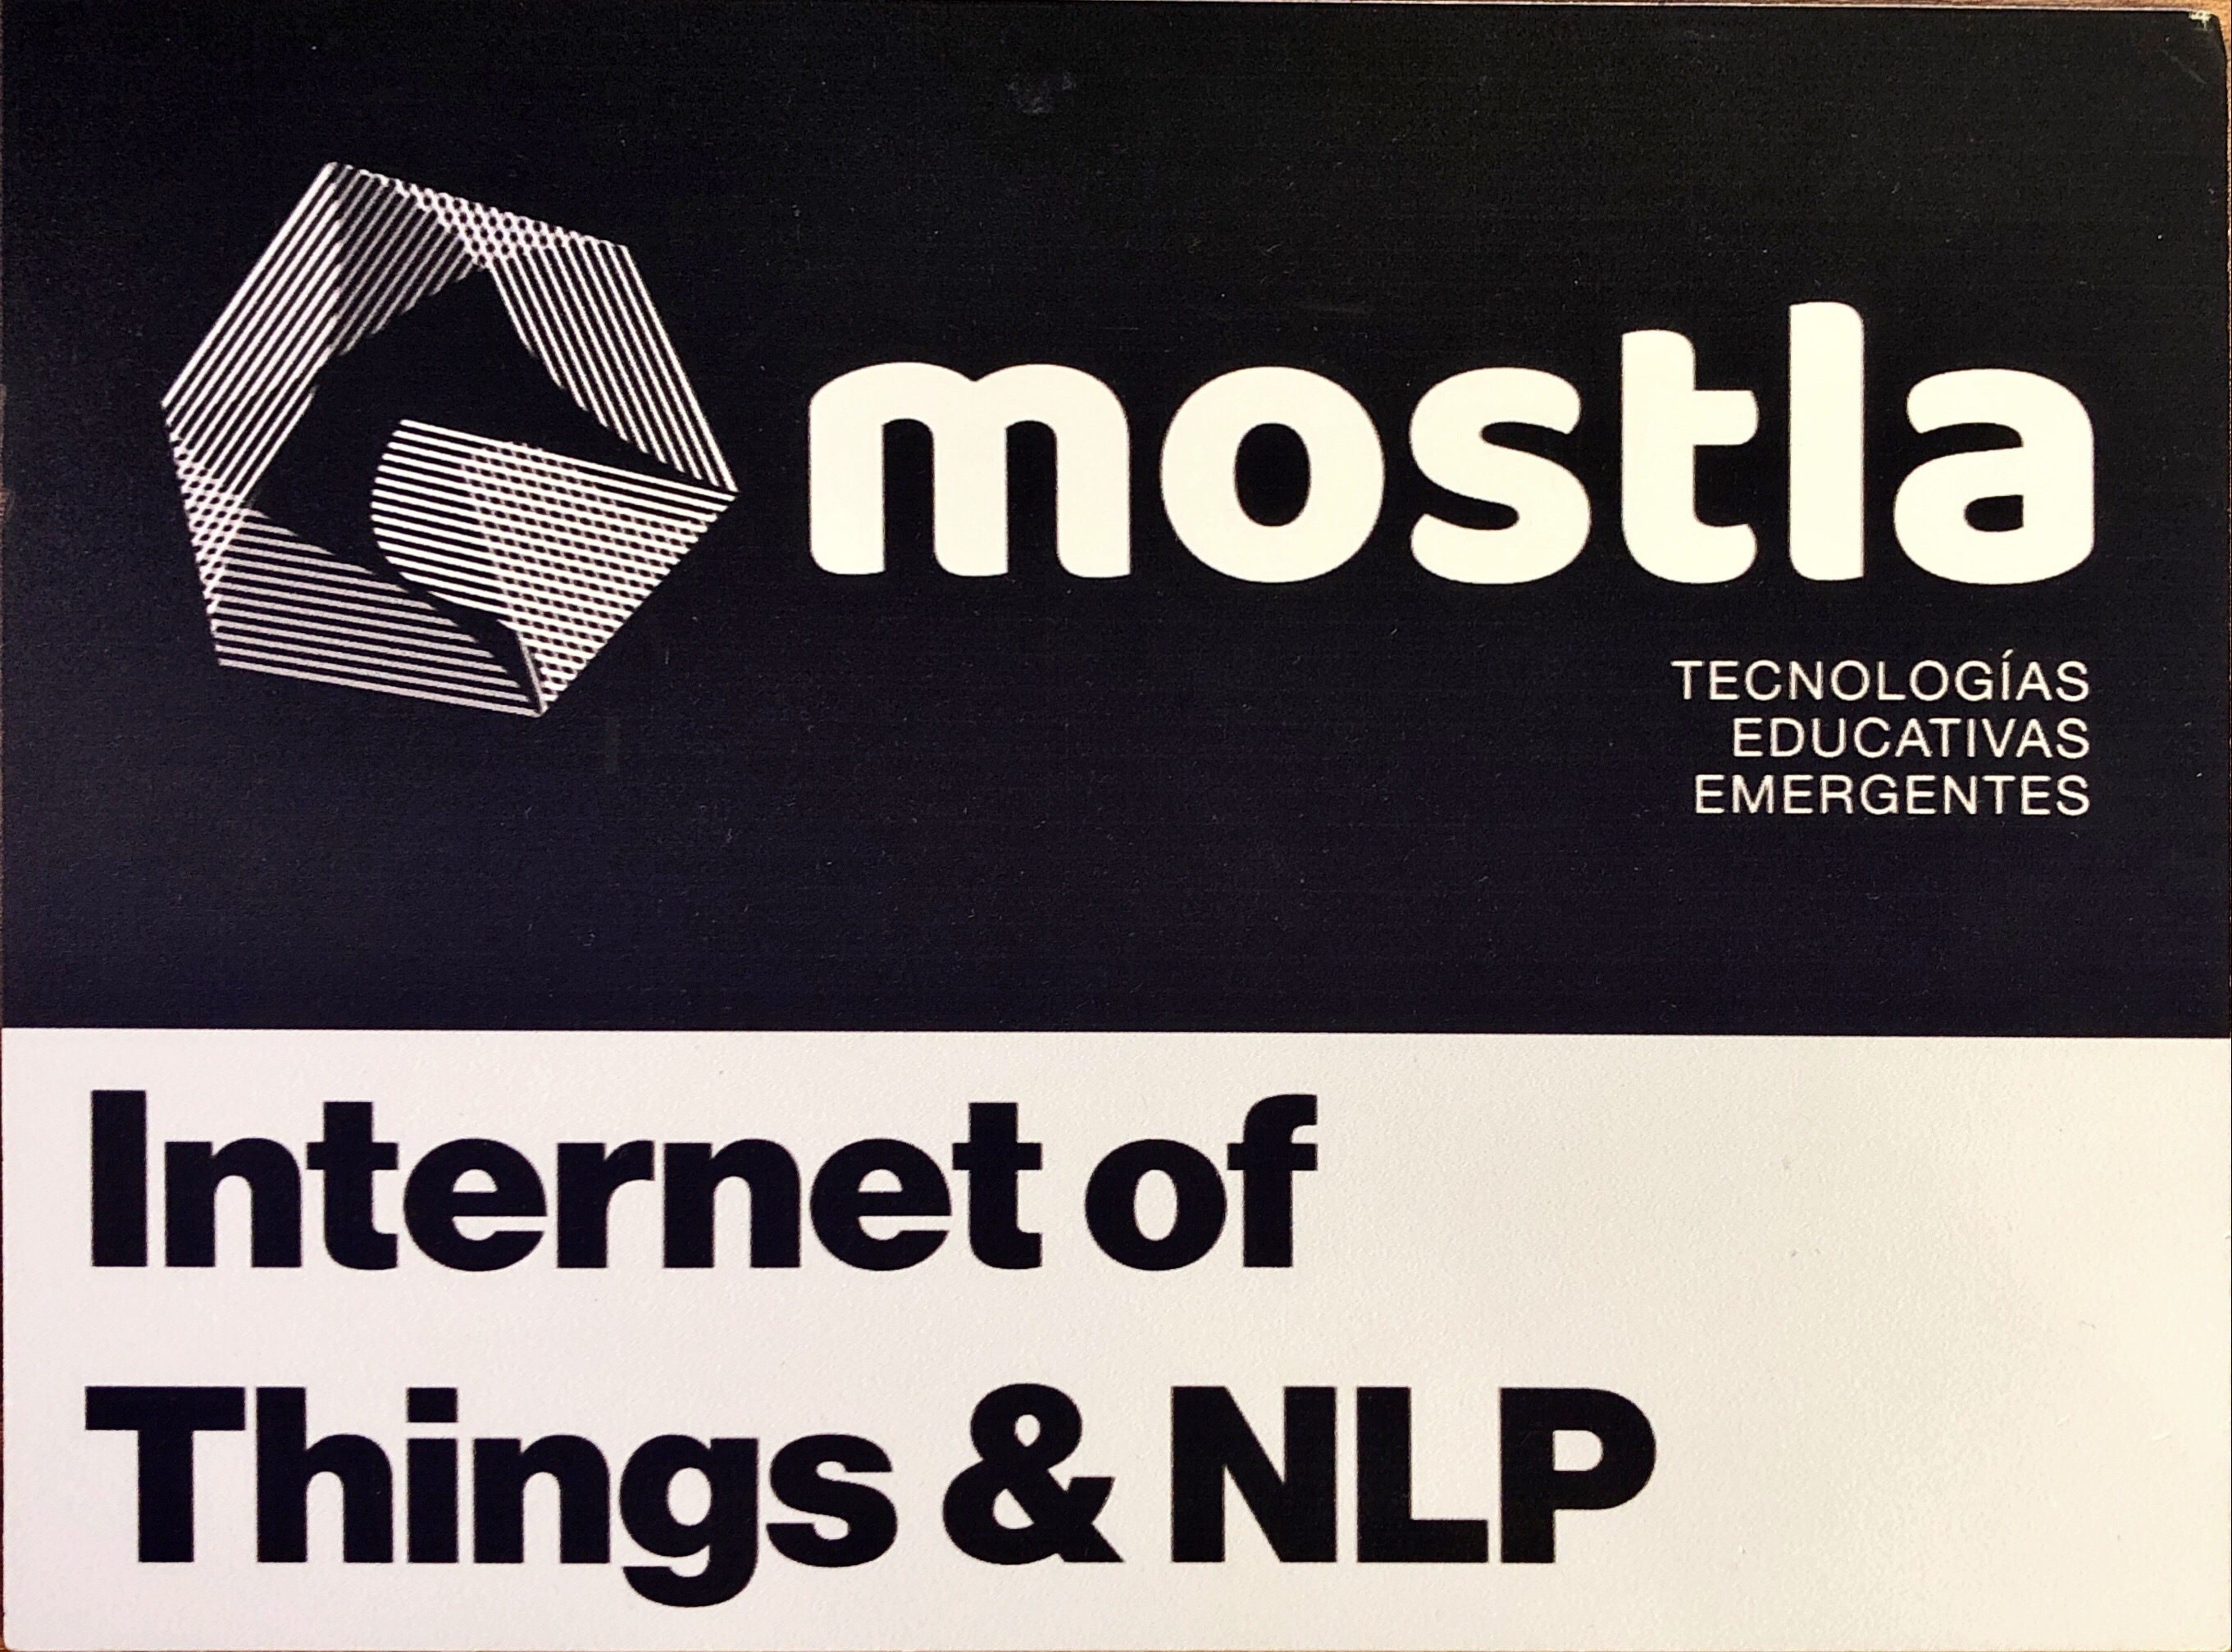 mostla
TECNOLOGÍAS
EDUCATIVAS
EMERGENTES
Internet of
Things & NLP